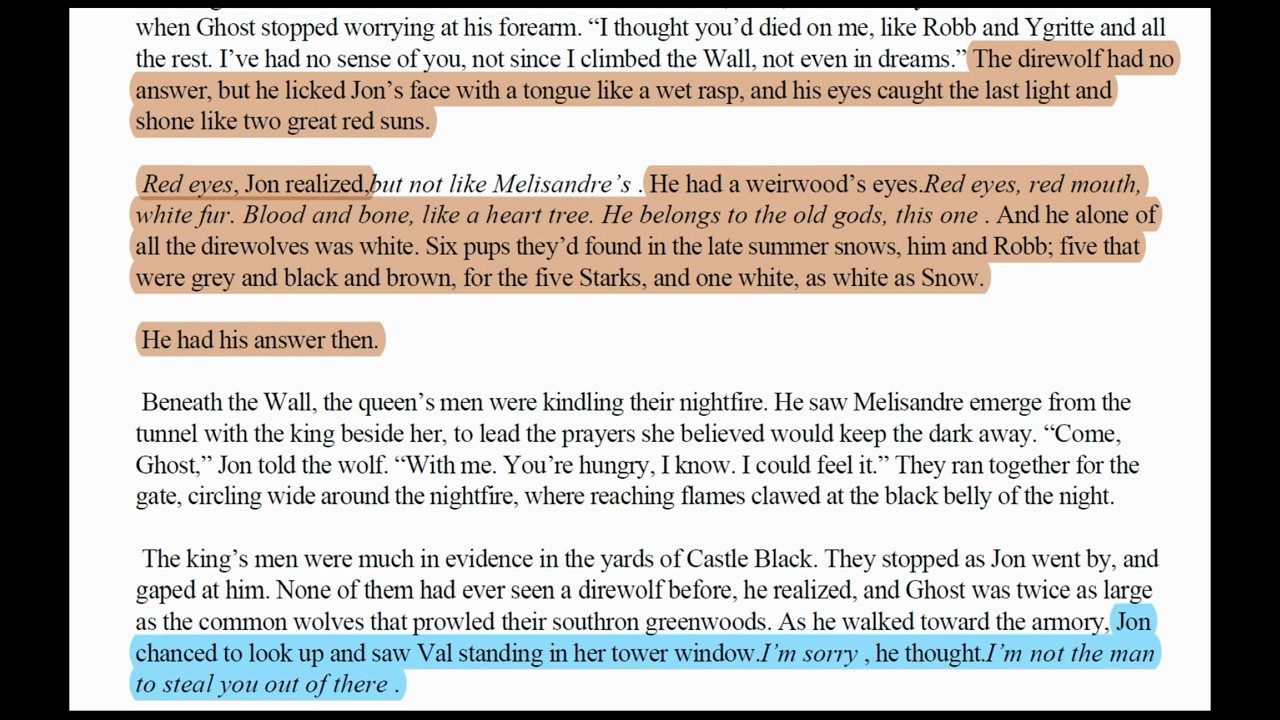 when Ghost stopped worrying at his forearm. “I thought you’d died on me, like Robb and Ygritte and all
the rest. I’ve had no sense of you, not since I climbed the Wall, not even in dreams.” The direwolf had no
answer, but he licked Jon’s face with a tongue like a wet rasp, and his eyes caught the last light and
shone like two great red suns.
Red eyes, Jon realized,but not like Melisandre’s . He had a weirwood’s eyes.Red eyes, red mouth,
white fur. Blood and bone, like a heart tree. He belongs to the old gods, this one . And he alone of
all the direwolves was white. Six pups they’d found in the late summer snows, him and Robb; five that
were grey and black and brown, for the five Starks, and one white, as white as Snow.
He had his answer then.
Beneath the Wall, the queen’s men were kindling their nightfire. He saw Melisandre emerge from the
tunnel with the king beside her, to lead the prayers she believed would keep the dark away. “Come,
Ghost,” Jon told the wolf. “With me. You’re hungry, I know. I could feel it.” They ran together for the
gate, circling wide around the nightfire, where reaching flames clawed at the black belly of the night.
The king’s men were much in evidence in the yards of Castle Black. They stopped as Jon went by, and
gaped at him. None of them had ever seen a direwolf before, he realized, and Ghost was twice as large
as the common wolves that prowled their southron greenwoods. As he walked toward the armory, Jon
chanced to look up and saw Val standing in her tower window.I’m sorry , he thought.I’m not the man
to steal you out of there .